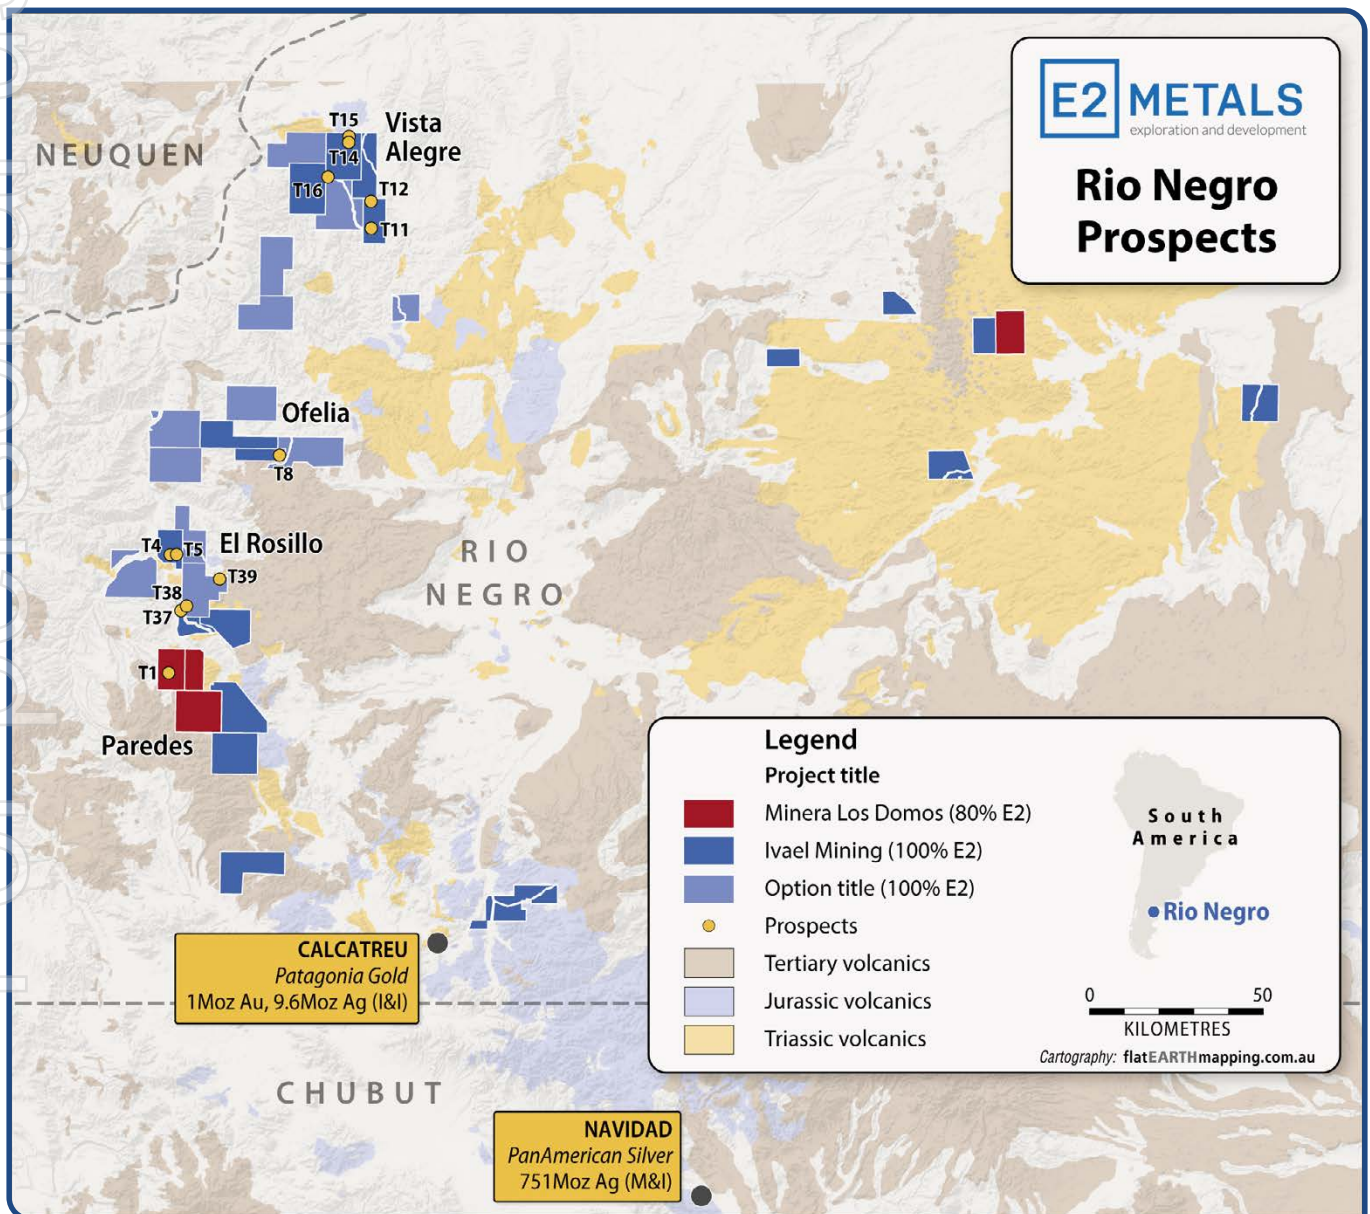 E2 METALS
exploration and development
Rio Negro
Prospects
NEUQUEN
T15
Vista
Alegre
T14
T16
T12
T11
Ofelia
T8
T4
T5
El Rosillo
T39
T38
T37
RIO
NEGRO
T1
Paredes
CALCATREU
Patagonia Gold
1Moz Au, 9.6Moz Ag (I&I)
CHUBUT
NAVIDAD
PanAmerican Silver
751Moz Ag (M&I)
Legend
Project title
Minera Los Domos (80% E2)
Ivael Mining (100% E2)
Option title (100% E2)
Prospects
Tertiary volcanics
Jurassic volcanics
Triassic volcanics
South
America
Rio Negro
0 50
KILOMETRES
Cartography: flatEARTHmapping.com.au